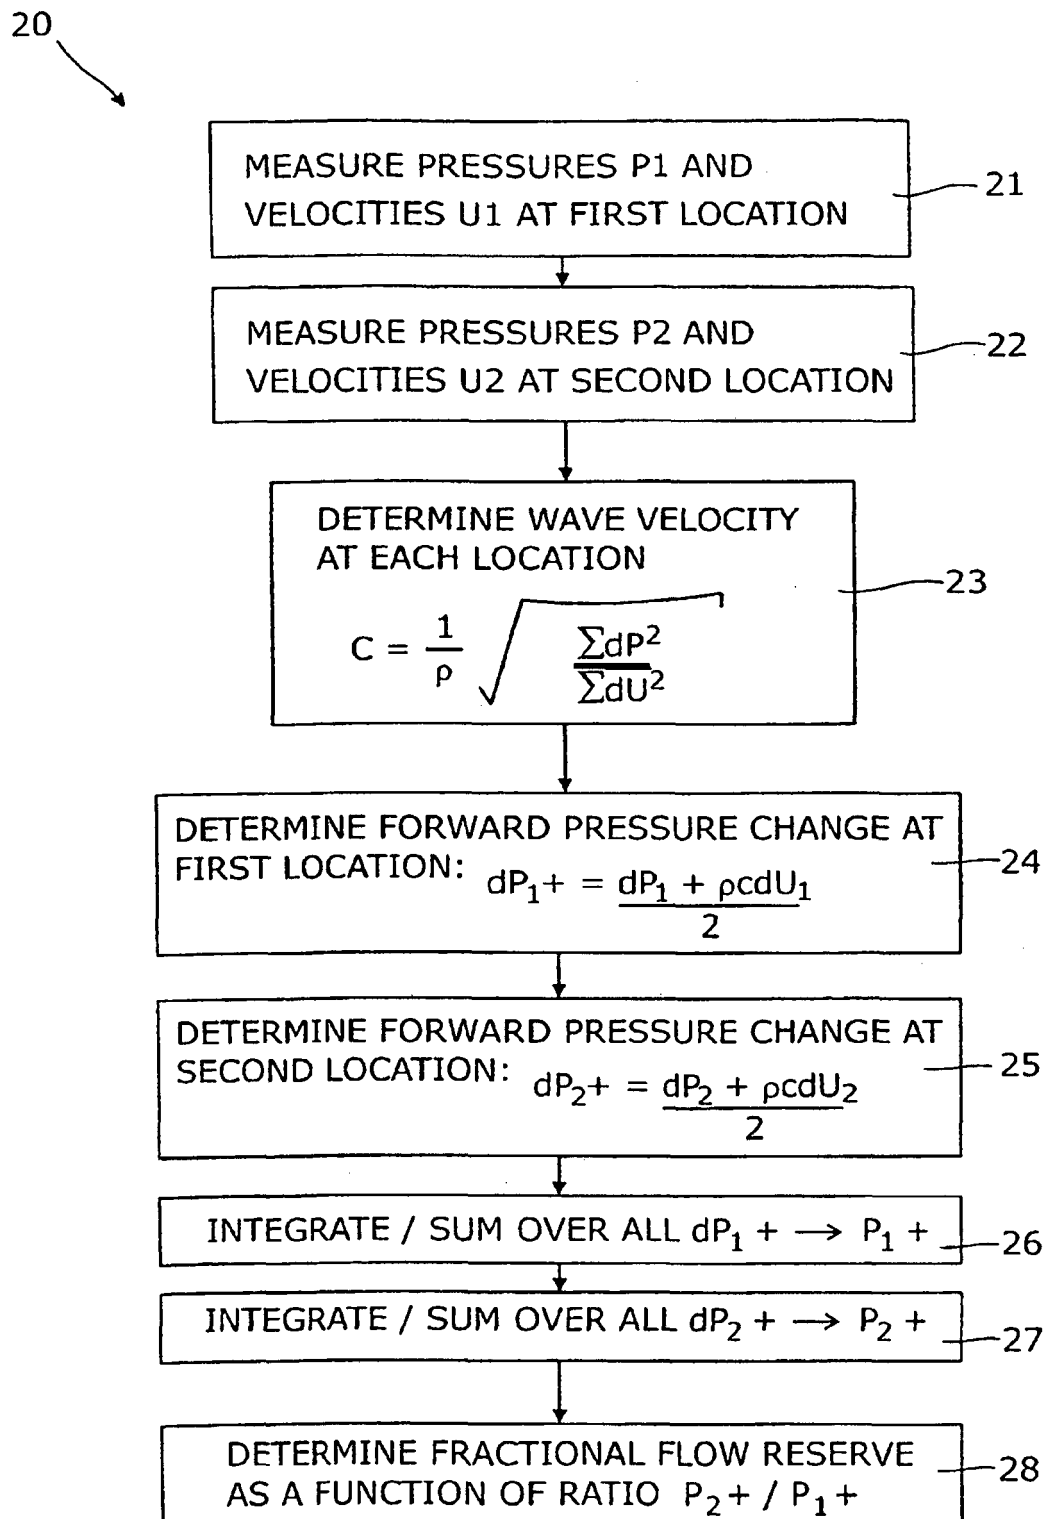 20
MEASURE PRESSURES P1 AND
VELOCITIES U1 AT FIRST LOCATION
21
MEASURE PRESSURES P2 AND
VELOCITIES U2 AT SECOND LOCATION
22
DETERMINE WAVE VELOCITY
AT EACH LOCATION
C = 1/ρ √(ΣdP²/ΣdU²)
23
DETERMINE FORWARD PRESSURE CHANGE AT
FIRST LOCATION: dP₁+ = (dP₁ + ρcdU₁)/2
24
DETERMINE FORWARD PRESSURE CHANGE AT
SECOND LOCATION: dP₂+ = (dP₂ + ρcdU₂)/2
25
INTEGRATE / SUM OVER ALL dP₁ + → P₁ +
26
INTEGRATE / SUM OVER ALL dP₂ + → P₂ +
27
DETERMINE FRACTIONAL FLOW RESERVE
AS A FUNCTION OF RATIO P₂+ / P₁+
28